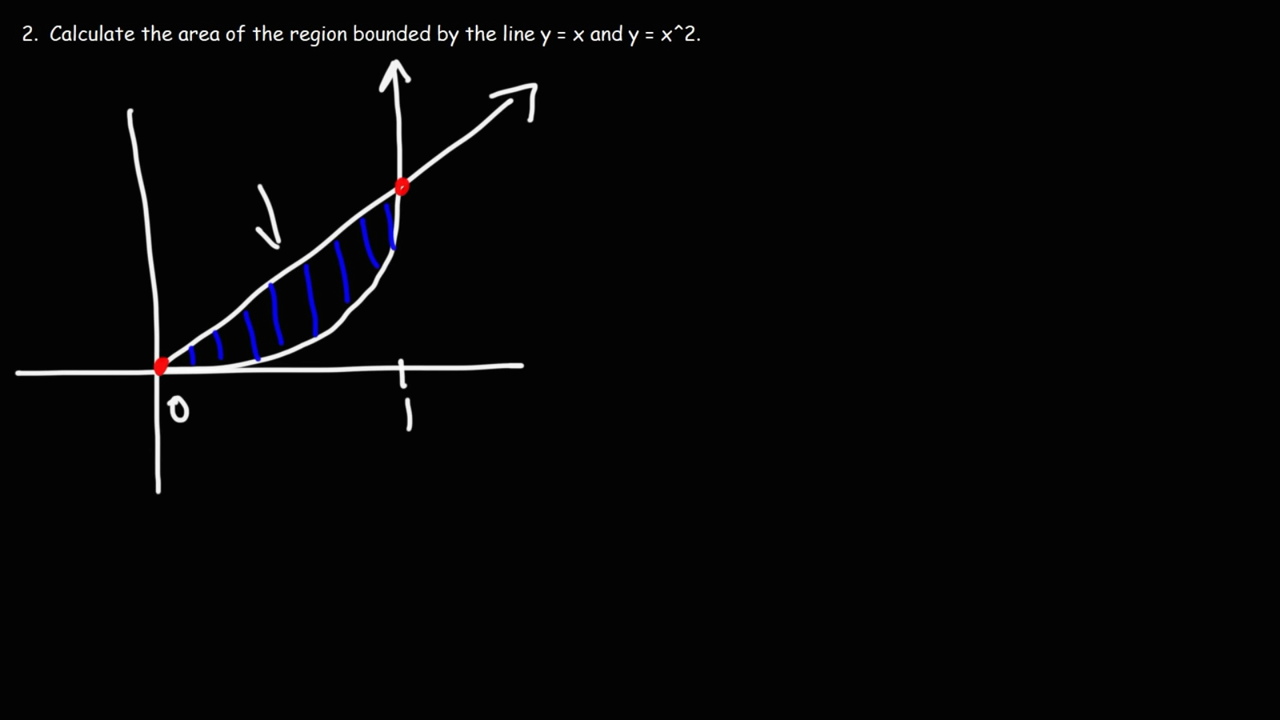 2. Calculate the area of the region bounded by the line y = x and y = x^2.
0
1